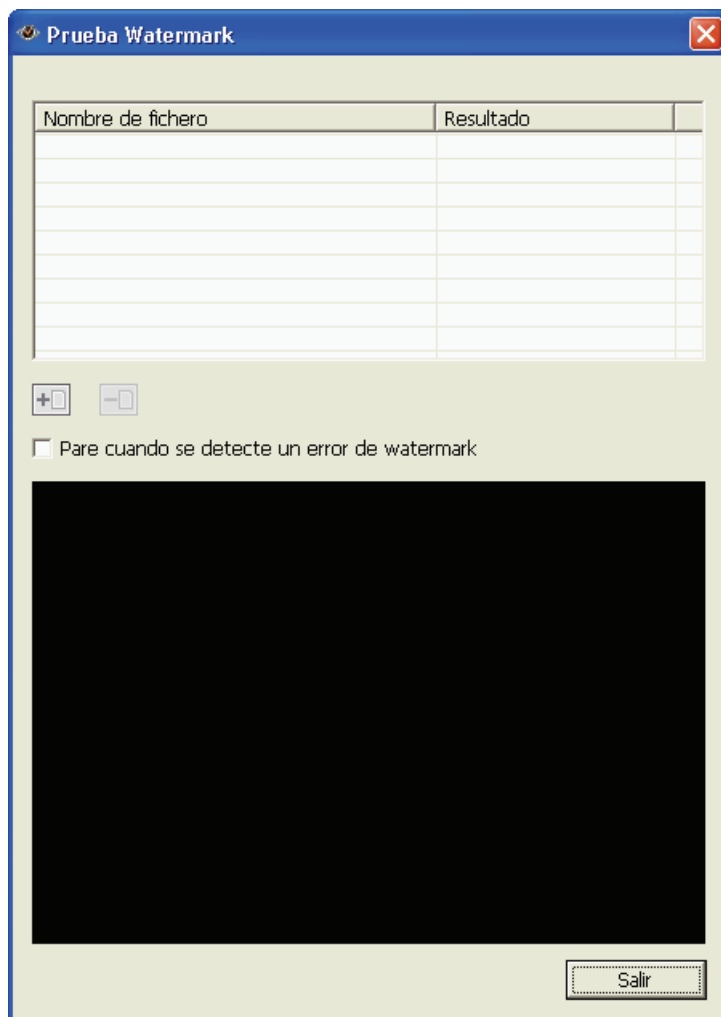 Prueba Watermark
Nombre de fichero Resultado
Pare cuando se detecte un error de watermark
Salir